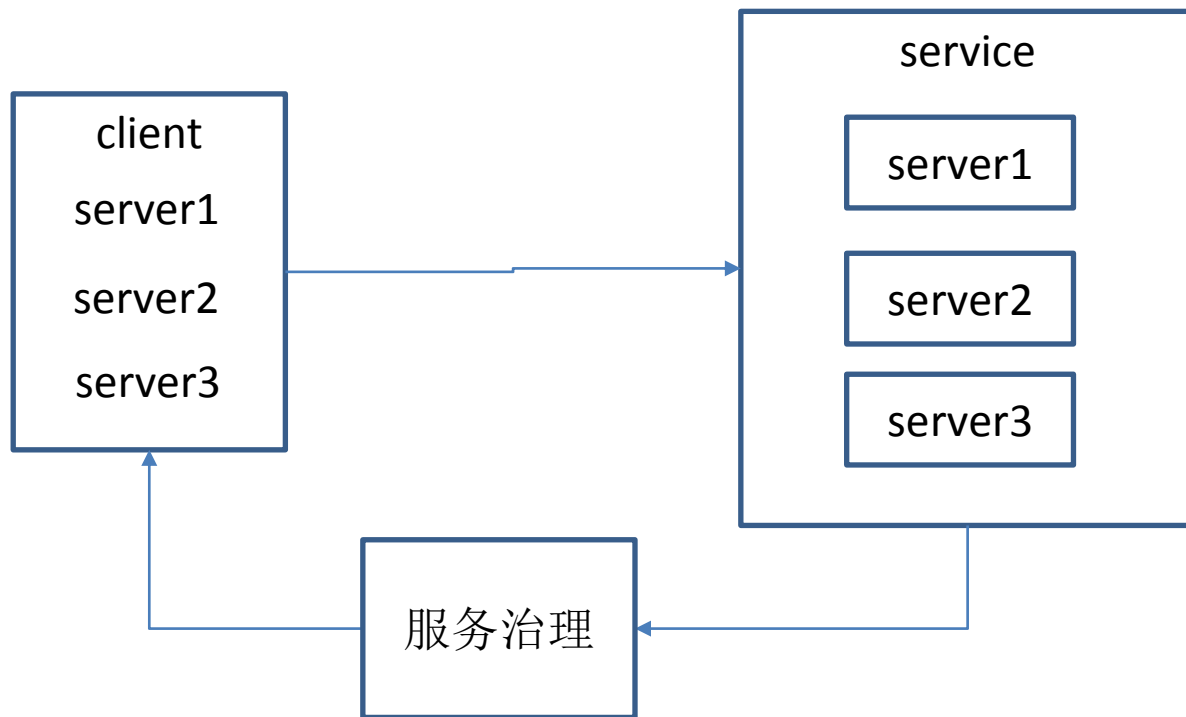 client
server1
server2
server3
service
server1
server2
server3
服务治理